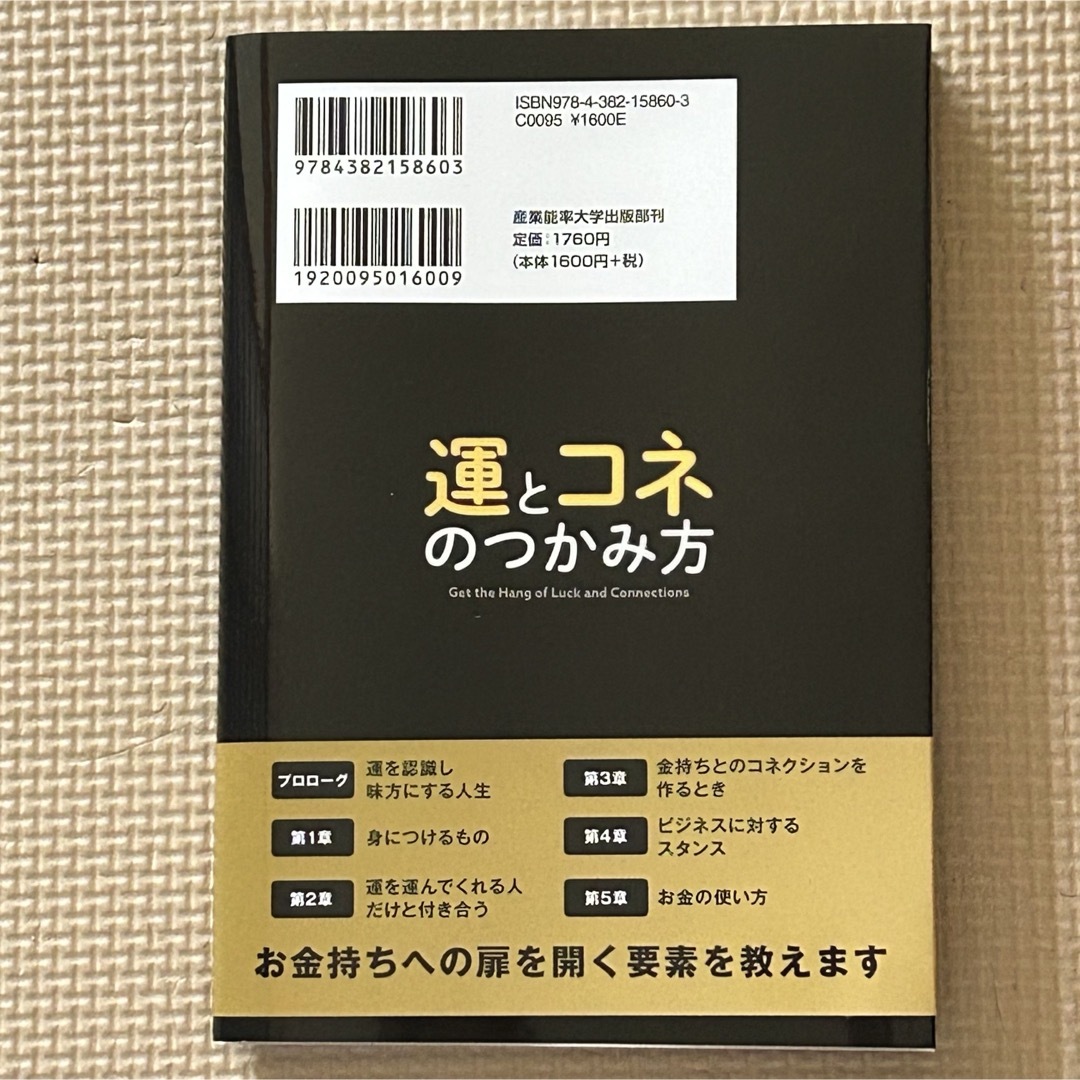 ISBN978-4-382-15860-3
C0095 ¥1600E
9784382158603
産業能率大学出版部刊
定価:1760円
(本体1600円+税)
1920095016009
運とコネ
のつかみ方
Get the Hang of Luck and Connections
プロローグ
運を認識し
味方にする人生
第1章
身につけるもの
第2章
運を運んでくれる人
だけと付き合う
第3章
金持ちとのコネクションを
作るとき
第4章
ビジネスに対する
スタンス
第5章
お金の使い方
お金持ちへの扉を開く要素を教えます